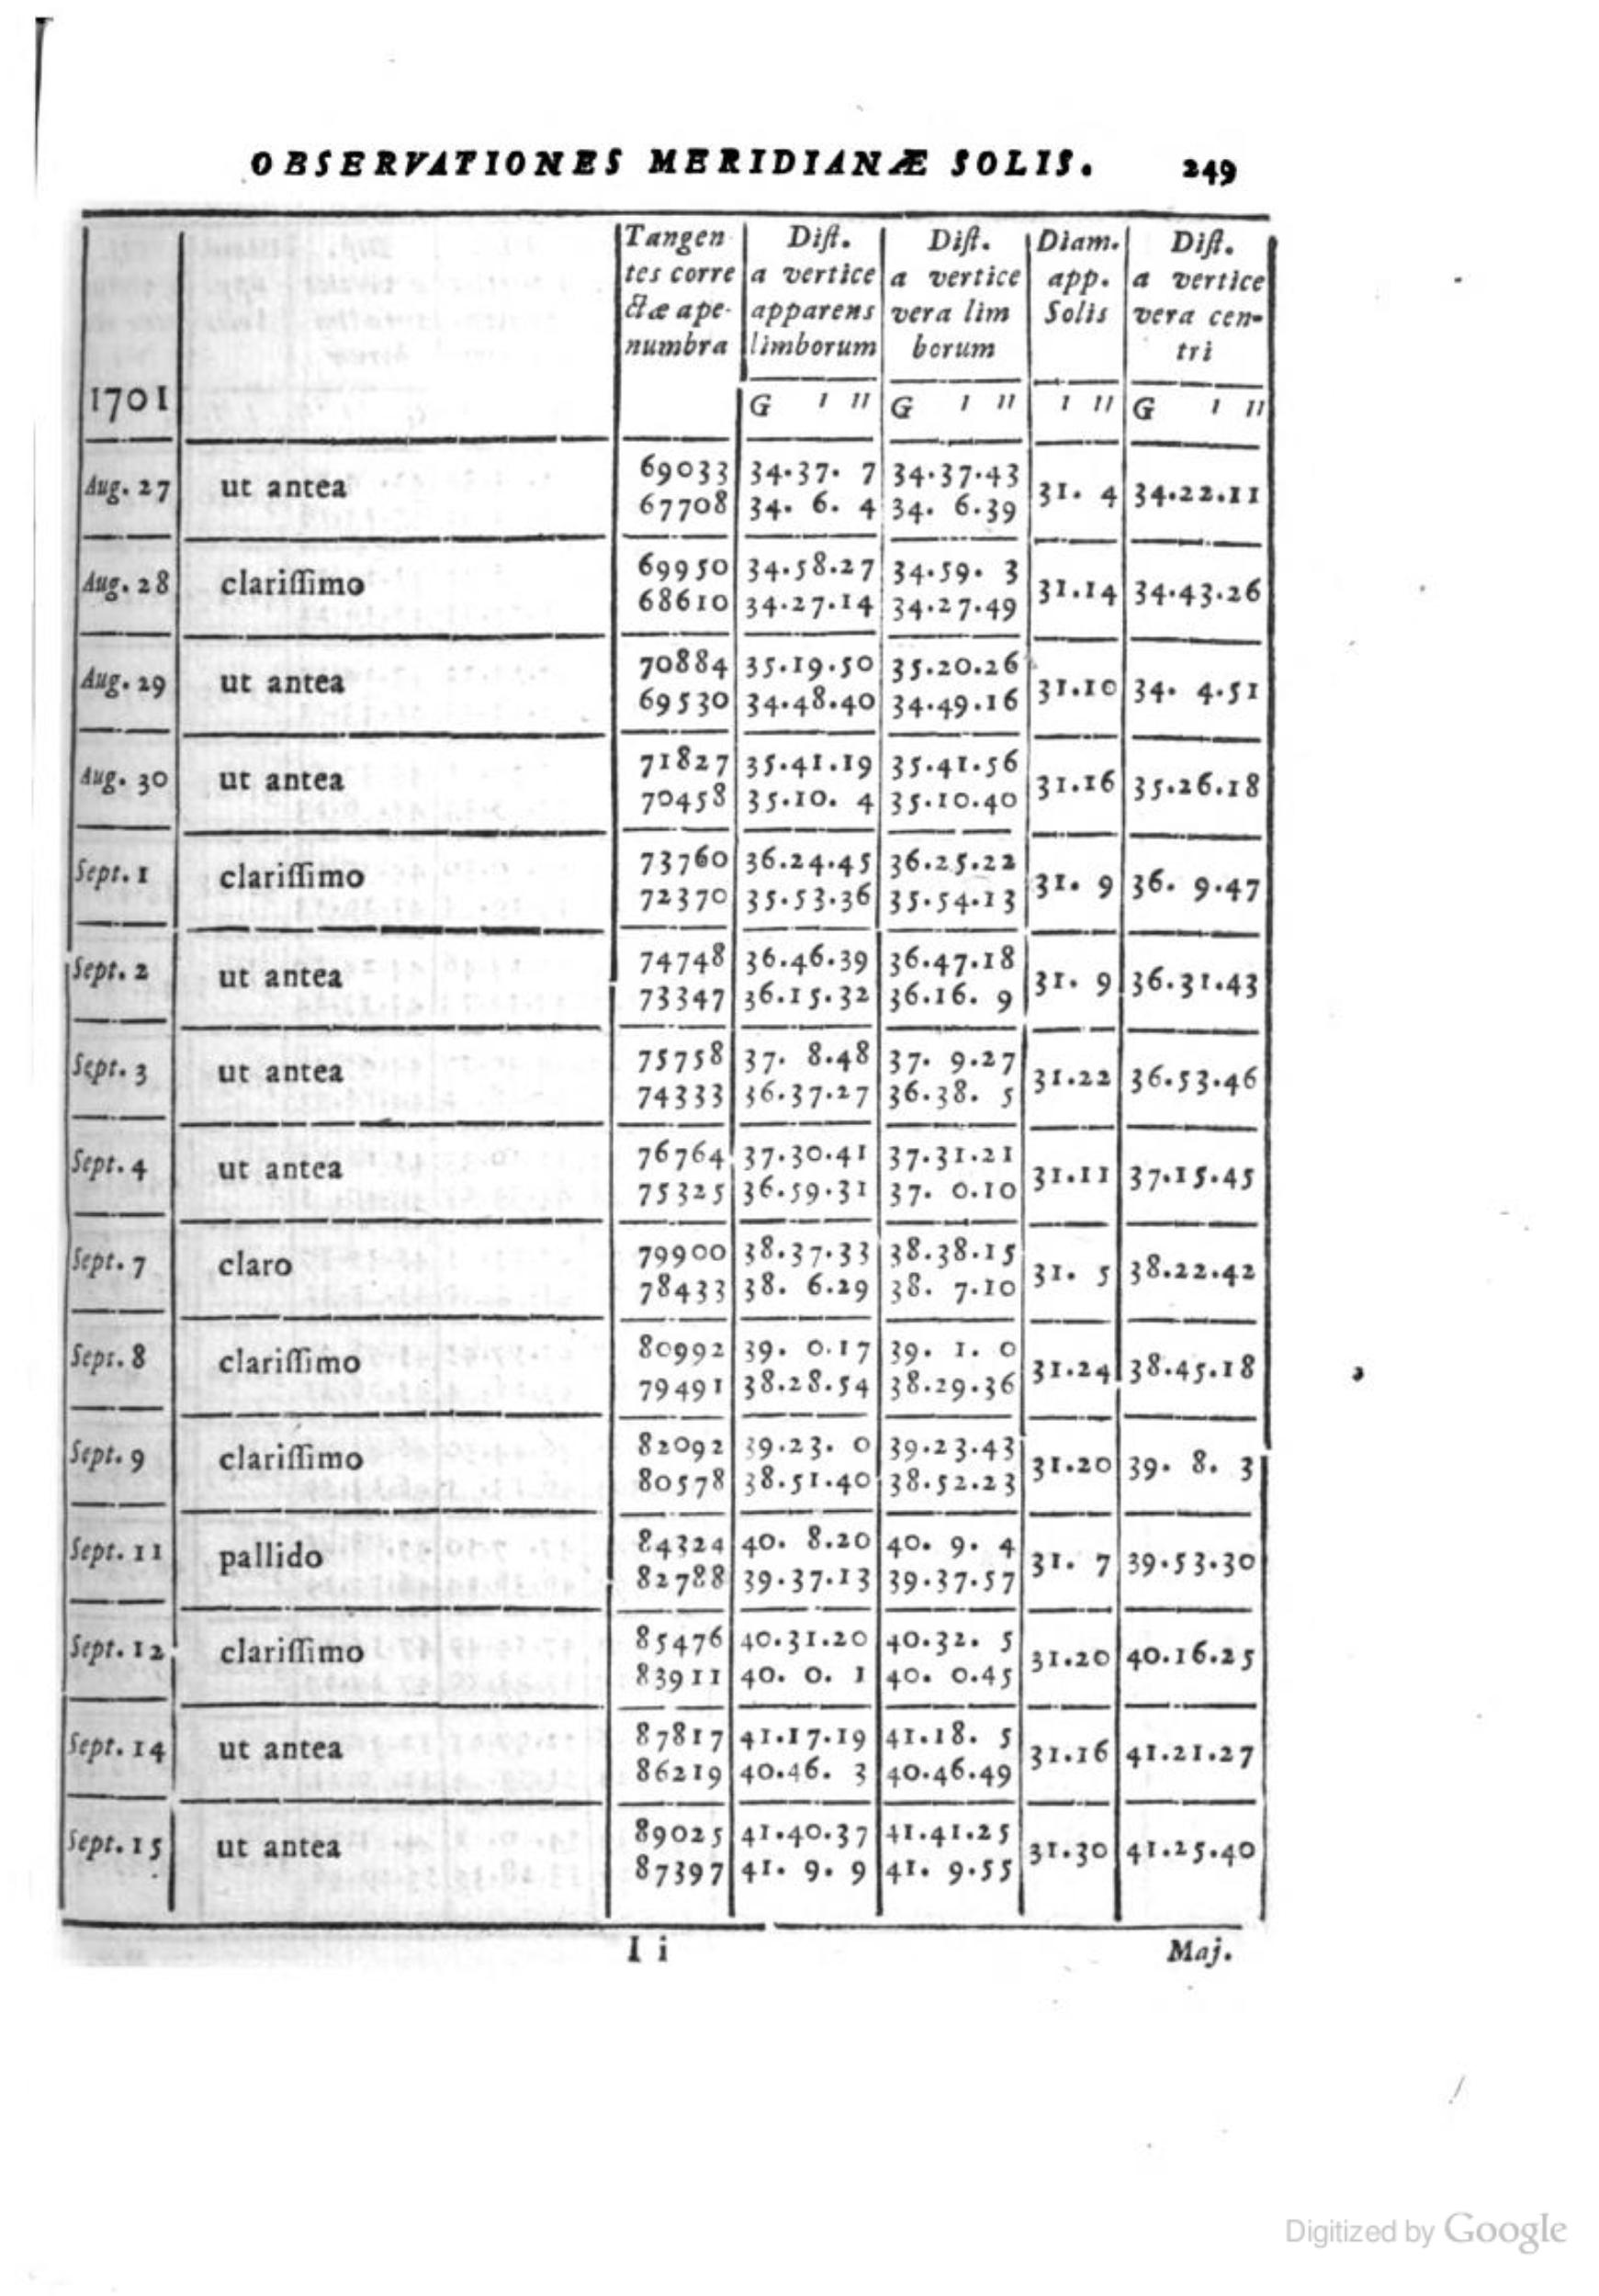 OBSERVATIONES MERIDIANÆ SOLIS. 249
1701
Tangen
tes corre
ctæ a pe-
numbra
Diſt.
a vertice
apparens
limborum
G I II
Diſt.
a vertice
vera lim
borum
G I II
Diam.
app.
Solis
I II
Diſt.
a vertice
vera cen-
tri
G I II
Aug. 27 ut antea 69033 34.37. 7 34.37.43 31. 4 34.22.11
67708 34. 6. 4 34. 6.39
Aug. 28 clariſſimo 69950 34.58.27 34.59. 3 31.14 34.43.26
68610 34.27.14 34.27.49
Aug. 29 ut antea 70884 35.19.50 35.20.26 31.10 34. 4.51
69530 34.48.40 34.49.16
Aug. 30 ut antea 71827 35.41.19 35.41.56 31.16 35.26.18
70458 35.10. 4 35.10.40
Sept. 1 clariſſimo 73760 36.24.45 36.25.22 31. 9 36. 9.47
72370 35.53.36 35.54.13
Sept. 2 ut antea 74748 36.46.39 36.47.18 31. 9 36.31.43
73347 36.15.32 36.16. 9
Sept. 3 ut antea 75758 37. 8.48 37. 9.27 31.22 36.53.46
74333 36.37.27 36.38. 5
Sept. 4 ut antea 76764 37.30.41 37.31.21 31.11 37.15.45
75325 36.59.31 37. 0.10
Sept. 7 claro 79900 38.37.33 38.38.15 31. 5 38.22.42
78433 38. 6.29 38. 7.10
Sept. 8 clariſſimo 80992 39. 0.17 39. 1. 0 31.24 38.45.18
79491 38.28.54 38.29.36
Sept. 9 clariſſimo 82092 39.23. 0 39.23.43 31.20 39. 8. 3
80578 38.51.40 38.52.23
Sept. 11 pallido 84324 40. 8.20 40. 9. 4 31. 7 39.53.30
82788 39.37.13 39.37.57
Sept. 12 clariſſimo 85476 40.31.20 40.32. 5 31.20 40.16.25
83911 40. 0. 1 40. 0.45
Sept. 14 ut antea 87817 41.17.19 41.18. 5 31.16 41.21.27
86219 40.46. 3 40.46.49
Sept. 15 ut antea 89025 41.40.37 41.41.25 31.30 41.25.40
87397 41. 9. 9 41. 9.55
I i Maj.
Digitized by Google